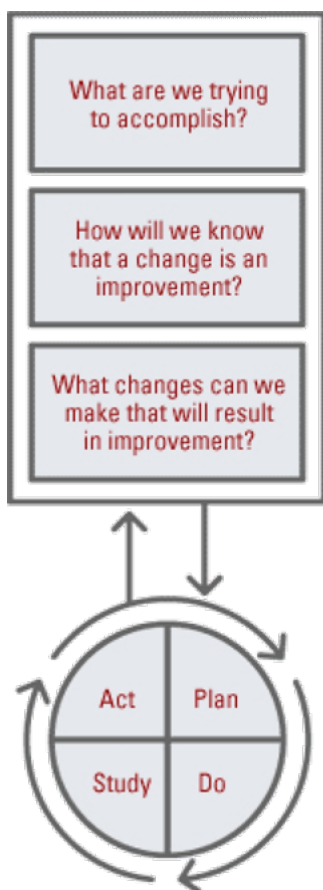 What are we trying
to accomplish?
How will we know
that a change is an
improvement?
What changes can we
make that will result
in improvement?
Act
Plan
Study
Do